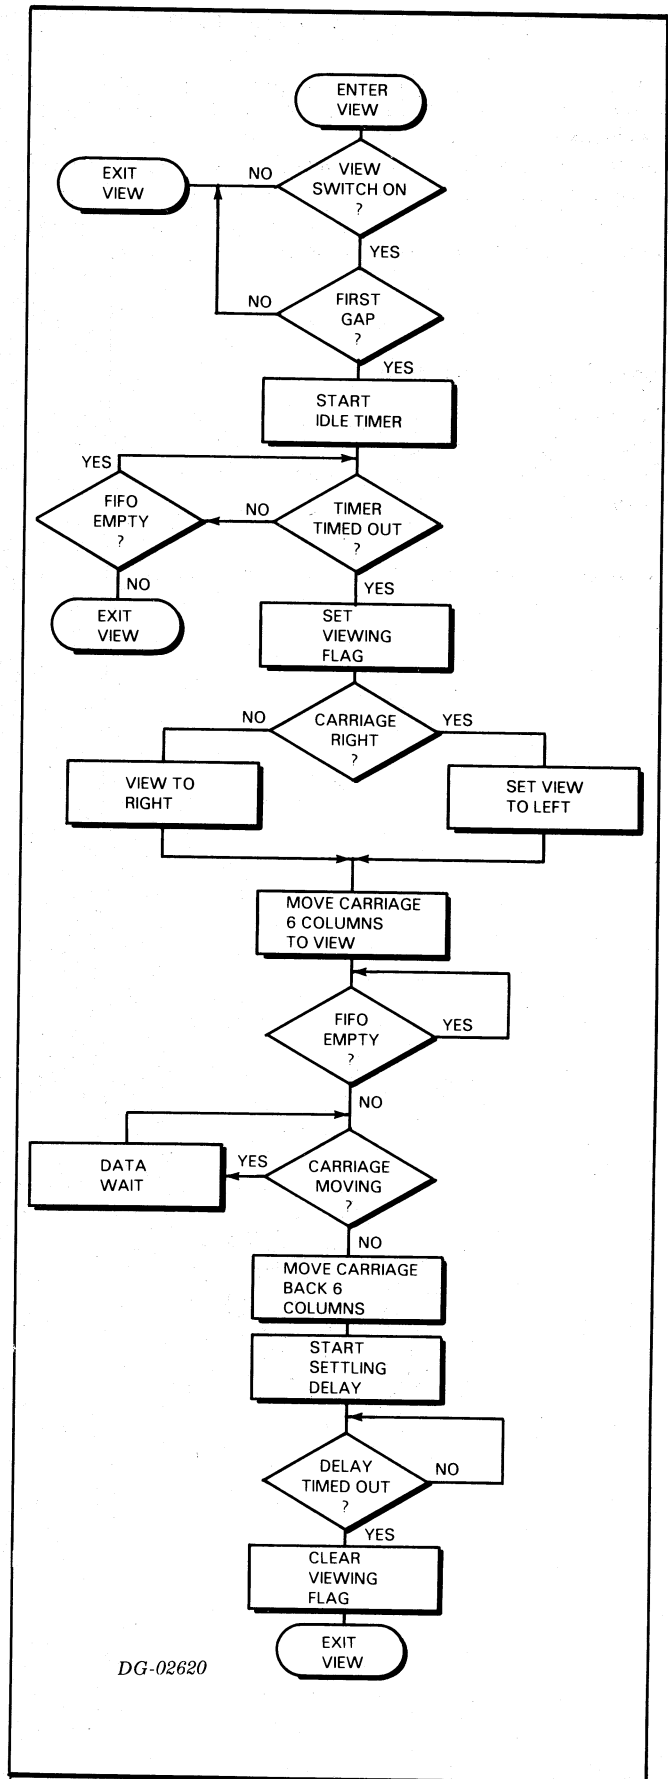 ENTER
VIEW
EXIT
VIEW
NO
VIEW
SWITCH ON
?
YES
NO
FIRST
GAP
?
YES
START
IDLE TIMER
YES
FIFO
EMPTY
?
NO
TIMER
TIMED OUT
?
NO
YES
EXIT
VIEW
SET
VIEWING
FLAG
NO
CARRIAGE
RIGHT
?
YES
VIEW TO
RIGHT
SET VIEW
TO LEFT
MOVE CARRIAGE
6 COLUMNS
TO VIEW
FIFO
EMPTY
?
YES
NO
DATA
WAIT
YES
CARRIAGE
MOVING
?
NO
MOVE CARRIAGE
BACK 6
COLUMNS
START
SETTLING
DELAY
DELAY
TIMED OUT
?
NO
YES
CLEAR
VIEWING
FLAG
EXIT
VIEW
DG-02620